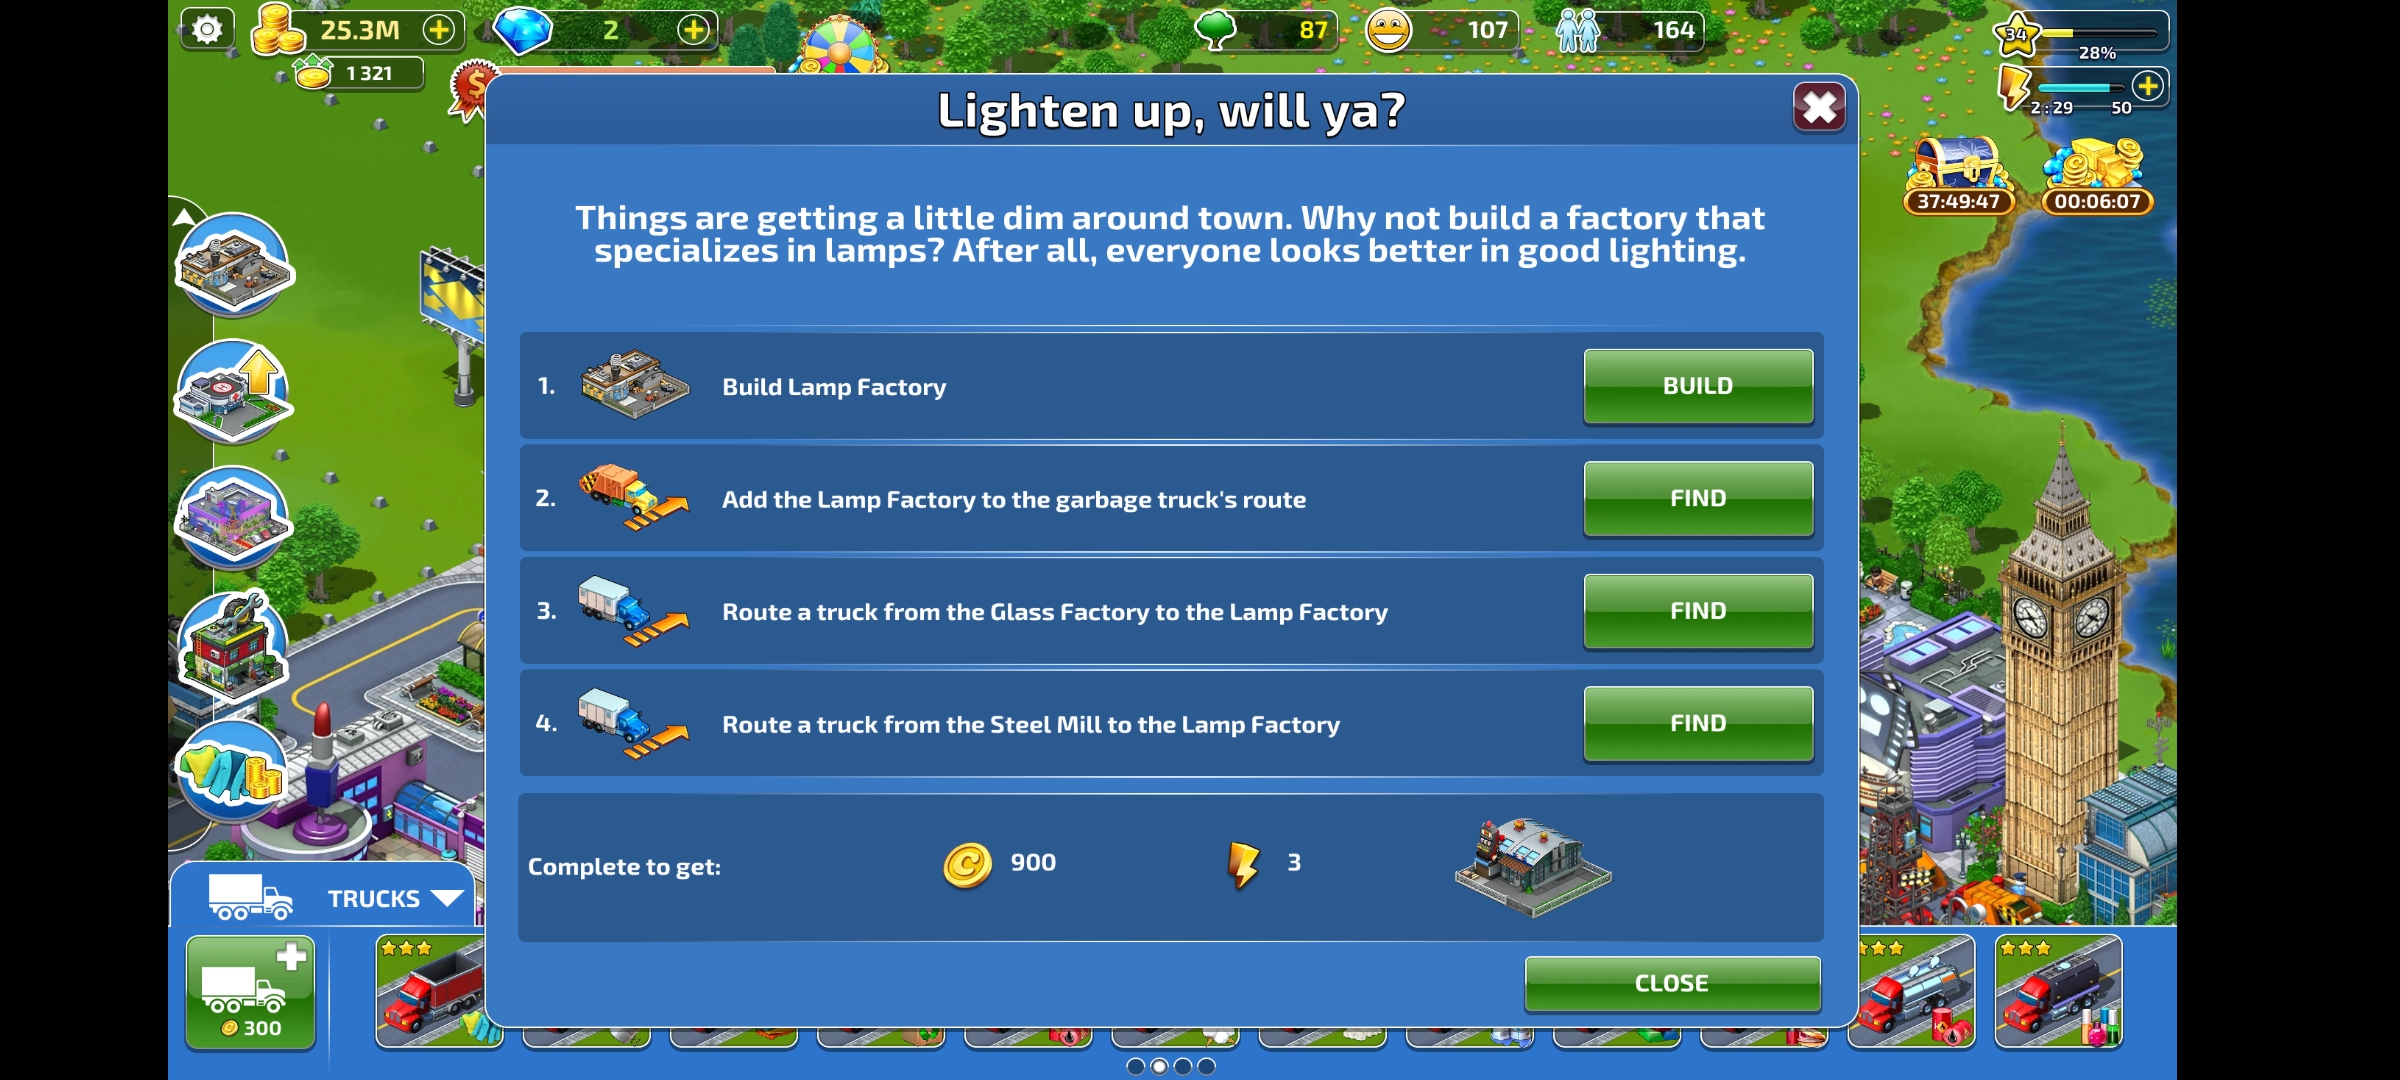 25.3M
2
87
107
164
34
28%
1 321
2:29
50
Lighten up, will ya?
37:49:47
00:06:07
Things are getting a little dim around town. Why not build a factory that
specializes in lamps? After all, everyone looks better in good lighting.
1.
Build Lamp Factory
BUILD
2.
Add the Lamp Factory to the garbage truck's route
FIND
3.
Route a truck from the Glass Factory to the Lamp Factory
FIND
4.
Route a truck from the Steel Mill to the Lamp Factory
FIND
Complete to get:
900
3
TRUCKS
CLOSE
300